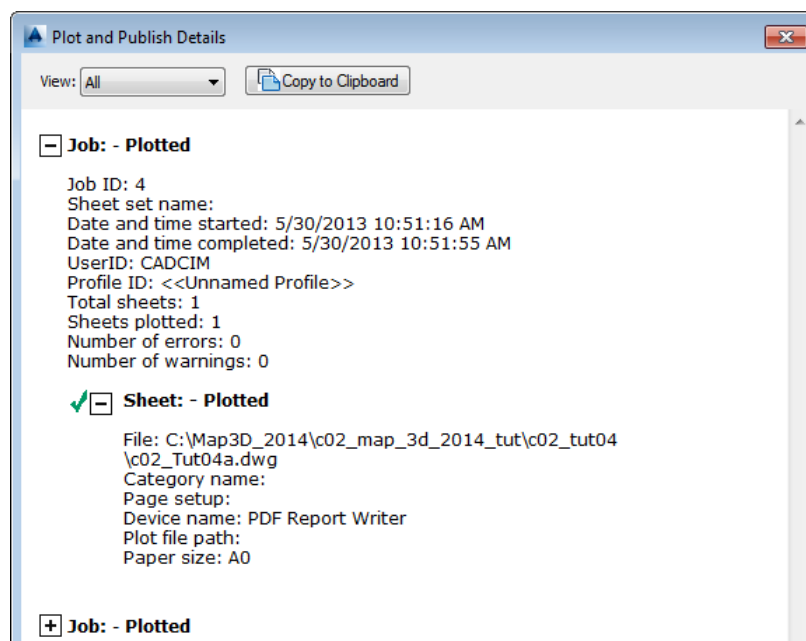 Plot and Publish Details
View: All Copy to Clipboard
Job: - Plotted
Job ID: 4
Sheet set name:
Date and time started: 5/30/2013 10:51:16 AM
Date and time completed: 5/30/2013 10:51:55 AM
UserID: CADCIM
Profile ID: <<Unnamed Profile>>
Total sheets: 1
Sheets plotted: 1
Number of errors: 0
Number of warnings: 0
Sheet: - Plotted
File: C:\Map3D_2014\c02_map_3d_2014_tut\c02_tut04
\c02_Tut04a.dwg
Category name:
Page setup:
Device name: PDF Report Writer
Plot file path:
Paper size: A0
Job: - Plotted